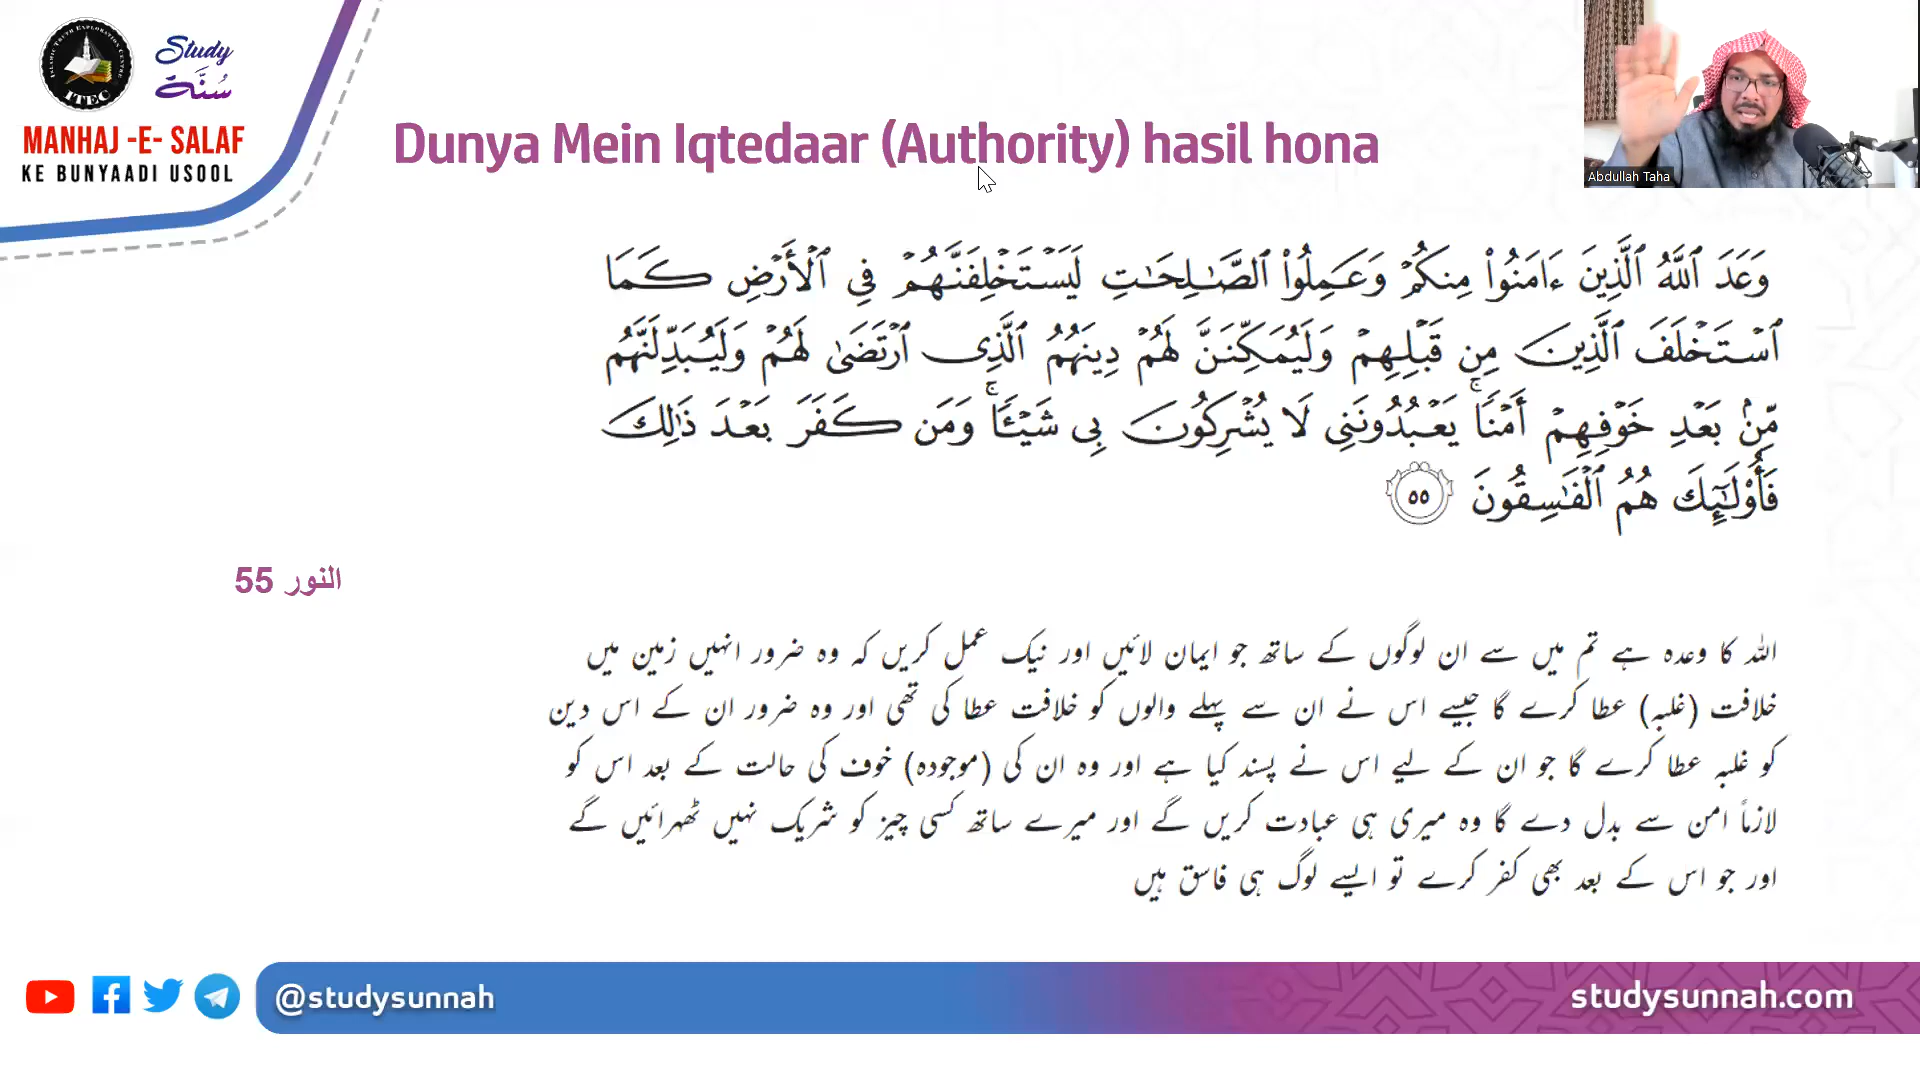 ISLAMIC TRUTH EXPLORATION CENTRE
ITEC
Study
سُنَّة
MANHAJ -E- SALAF
KE BUNYAADI USOOL
Dunya Mein Iqtedaar (Authority) hasil hona
Abdullah Taha
وَعَدَ ٱللَّهُ ٱلَّذِينَ ءَامَنُوا۟ مِنكُمْ وَعَمِلُوا۟ ٱلصَّـٰلِحَـٰتِ لَيَسْتَخْلِفَنَّهُمْ فِي ٱلْأَرْضِ كَمَا
ٱسْتَخْلَفَ ٱلَّذِينَ مِن قَبْلِهِمْ وَلَيُمَكِّنَنَّ لَهُمْ دِينَهُمُ ٱلَّذِى ٱرْتَضَىٰ لَهُمْ وَلَيُبَدِّلَنَّهُم
مِّنۢ بَعْدِ خَوْفِهِمْ أَمْنًا ۚ يَعْبُدُونَنِى لَا يُشْرِكُونَ بِى شَيْـًٔا ۚ وَمَن كَفَرَ بَعْدَ ذَٰلِكَ
فَأُو۟لَـٰٓئِكَ هُمُ ٱلْفَـٰسِقُونَ ٥٥
النور 55
اللہ کا وعدہ ہے تم میں سے ان لوگوں کے ساتھ جو ایمان لائیں اور نیک عمل کریں کہ وہ ضرور انہیں زمین میں
خلافت (غلبہ) عطا کرے گا جیسے اس نے ان سے پہلے والوں کو خلافت عطا کی تھی اور وہ ضرور ان کے اس دین
کو غلبہ عطا کرے گا جو ان کے لیے اس نے پسند کیا ہے اور وہ ان کی (موجودہ) خوف کی حالت کے بعد اس کو
لازماً امن سے بدل دے گا وہ میری ہی عبادت کریں گے اور میرے ساتھ کسی چیز کو شریک نہیں ٹھہرائیں گے
اور جو اس کے بعد بھی کفر کرے تو ایسے لوگ ہی فاسق ہیں
@studysunnah
studysunnah.com